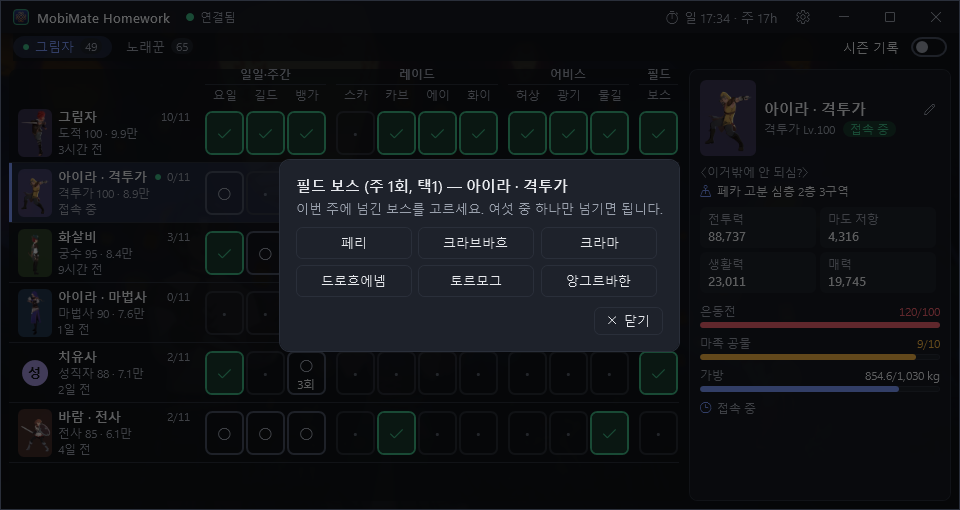 MobiMate Homework
연결됨
일 17:34 · 주 17h
그림자 49
노래꾼 65
시즌 기록
일일·주간
레이드
어비스
필드
요일
길드
뱅가
스카
카브
에이
화이
허상
광기
물길
보스
그림자 10/11
도적 100 · 9.9만
3시간 전
아이라 · 격투가 0/11
격투가 100 · 8.9만
접속 중
화살비 3/11
궁수 95 · 8.4만
9시간 전
아이라 · 마법사 0/11
마법사 90 · 7.6만
1일 전
성
치유사 2/11
성직자 88 · 7.1만
2일 전
3회
바람 · 전사 2/11
전사 85 · 6.1만
4일 전
필드 보스 (주 1회, 택1) — 아이라 · 격투가
이번 주에 넘긴 보스를 고르세요. 여섯 중 하나만 넘기면 됩니다.
페리
크라브바흐
크라마
드로흐에넴
토르모그
앙그르바한
닫기
아이라 · 격투가
격투가 Lv.100 접속 중
<이거밖에 안 되심?>
페카 고분 심층 2층 3구역
전투력
88,737
마도 저항
4,316
생활력
23,011
매력
19,745
은동전 120/100
마족 공물 9/10
가방 854.6/1,030 kg
접속 중